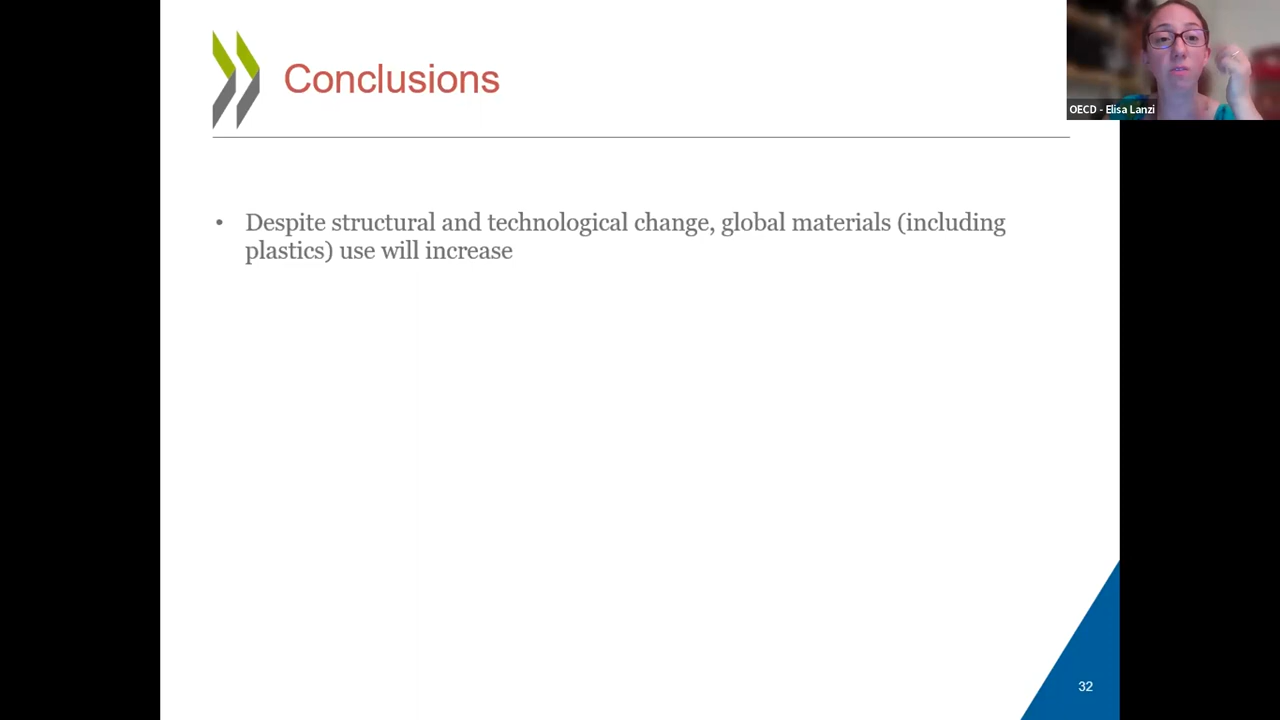 Conclusions
OECD - Elisa Lanzi
• Despite structural and technological change, global materials (including
plastics) use will increase
32